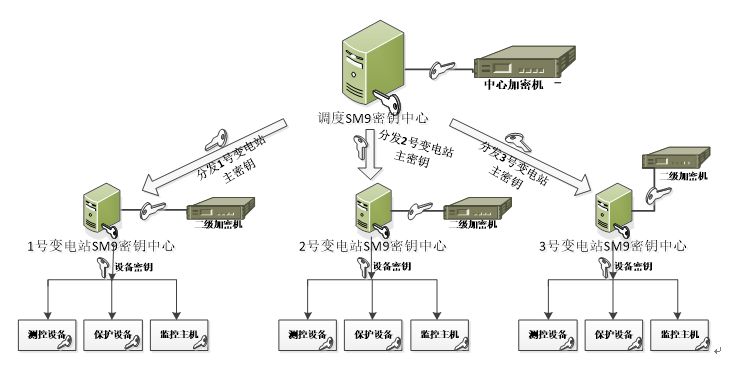 中心加密机
调度SM9密钥中心
分发1号变电站
主密钥
分发2号变电站
主密钥
分发3号变电站
主密钥
二级加密机
二级加密机
二级加密机
1号变电站SM9密钥中心
2号变电站SM9密钥中心
3号变电站SM9密钥中心
设备密钥
设备密钥
设备密钥
测控设备
保护设备
监控主机
测控设备
保护设备
监控主机
测控设备
保护设备
监控主机